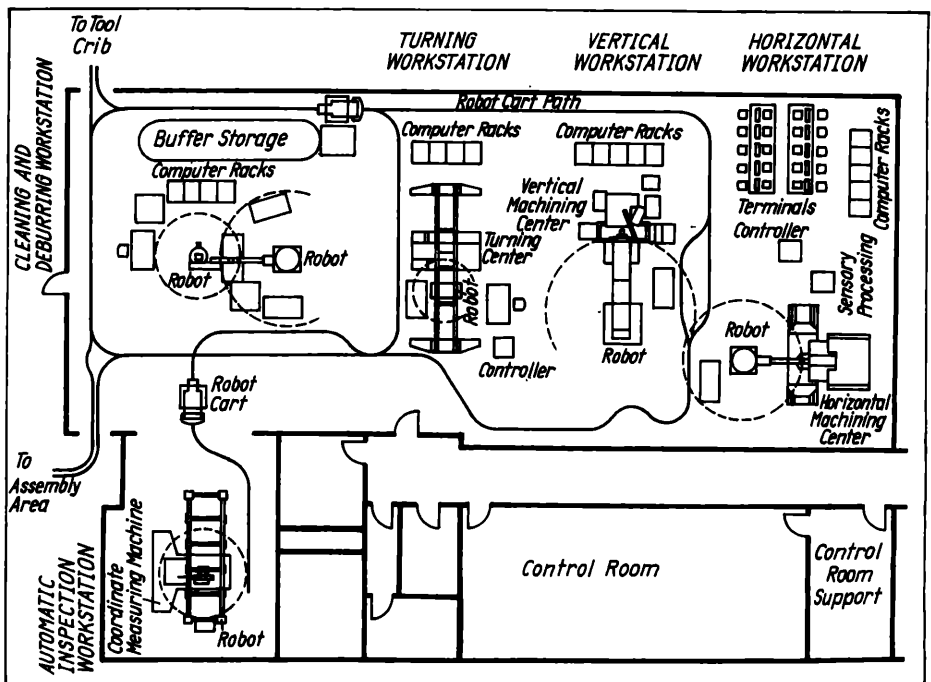 To Tool
Crib
TURNING
WORKSTATION
VERTICAL
WORKSTATION
HORIZONTAL
WORKSTATION
CLEANING AND
DEBURRING WORKSTATION
Robot Cart Path
Buffer Storage
Computer Racks
Computer Racks
Computer Racks
Computer Racks
Terminals
Controller
Vertical
Machining
Center
Turning
Center
Robot
Robot
Robot
Sensory
Processing
Robot
Robot
Controller
Horizontal
Machining
Center
Robot
Cart
To
Assembly
Area
AUTOMATIC
INSPECTION
WORKSTATION
Coordinate
Measuring Machine
Robot
Control Room
Control
Room
Support